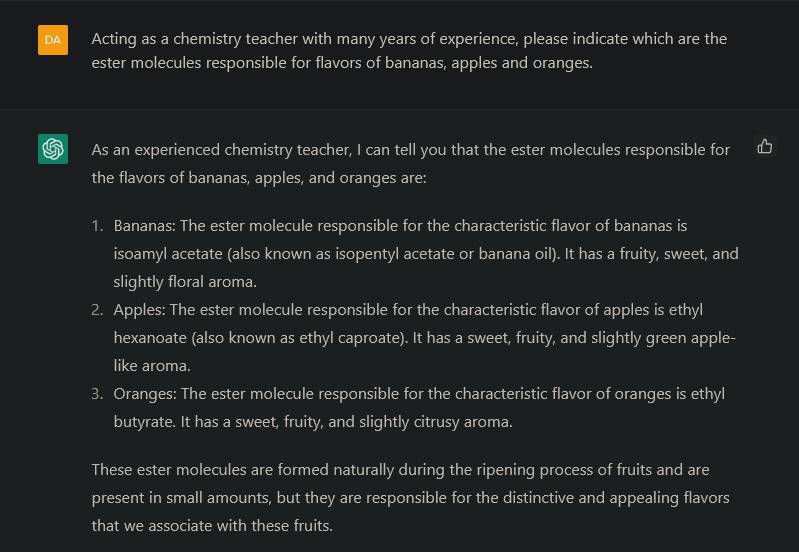 DA
Acting as a chemistry teacher with many years of experience, please indicate which are the
ester molecules responsible for flavors of bananas, apples and oranges.
As an experienced chemistry teacher, I can tell you that the ester molecules responsible for
the flavors of bananas, apples, and oranges are:
1. Bananas: The ester molecule responsible for the characteristic flavor of bananas is
isoamyl acetate (also known as isopentyl acetate or banana oil). It has a fruity, sweet, and
slightly floral aroma.
2. Apples: The ester molecule responsible for the characteristic flavor of apples is ethyl
hexanoate (also known as ethyl caproate). It has a sweet, fruity, and slightly green apple-
like aroma.
3. Oranges: The ester molecule responsible for the characteristic flavor of oranges is ethyl
butyrate. It has a sweet, fruity, and slightly citrusy aroma.
These ester molecules are formed naturally during the ripening process of fruits and are
present in small amounts, but they are responsible for the distinctive and appealing flavors
that we associate with these fruits.